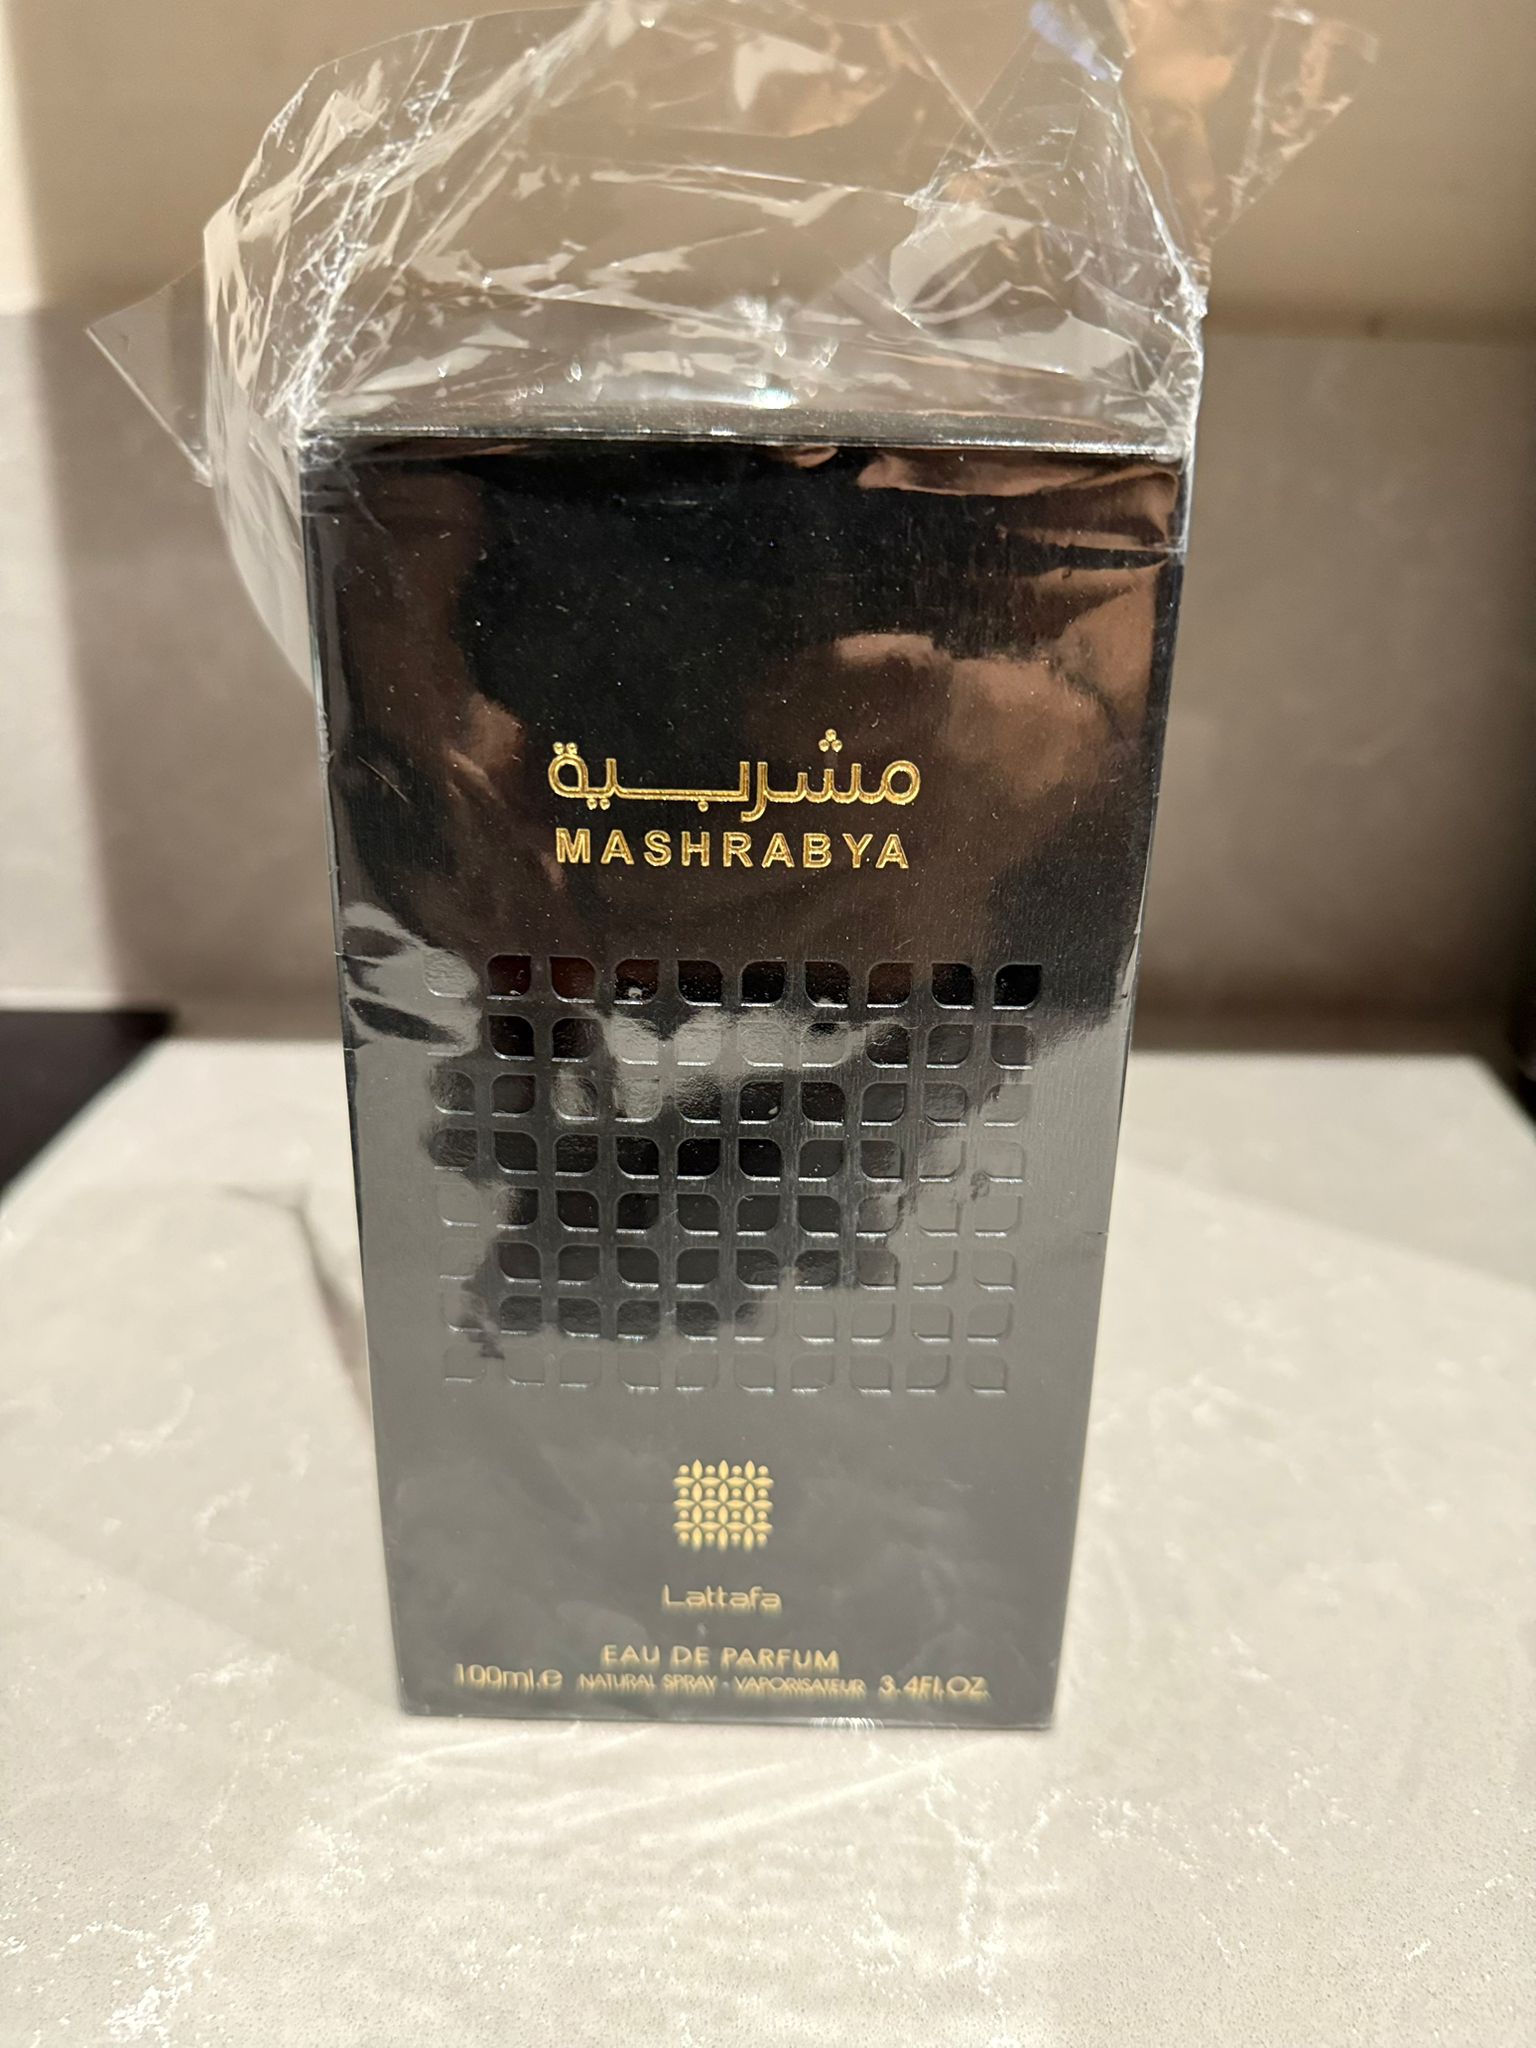 مشربية
MASHRABYA
Lattafa
EAU DE PARFUM
100ml.e NATURAL SPRAY - VAPORISATEUR 3.4Fl.OZ